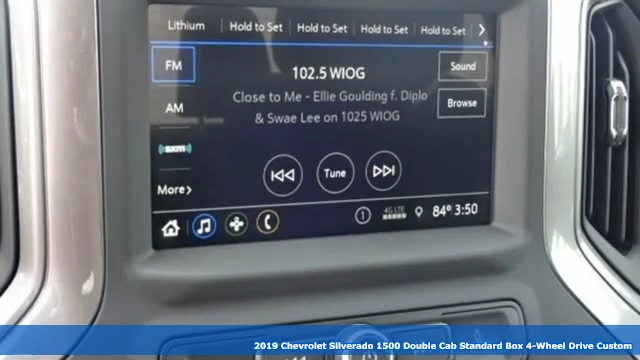 Lithium Hold to Set Hold to Set Hold to Set Hold to Set
FM
102.5 WIOG
Sound
Close to Me - Ellie Goulding f. Diplo
Browse
AM
& Swae Lee on 1025 WIOG
sxm
Tune
More
4G LTE
84° 3:50
2019 Chevrolet Silverado 1500 Double Cab Standard Box 4-Wheel Drive Custom